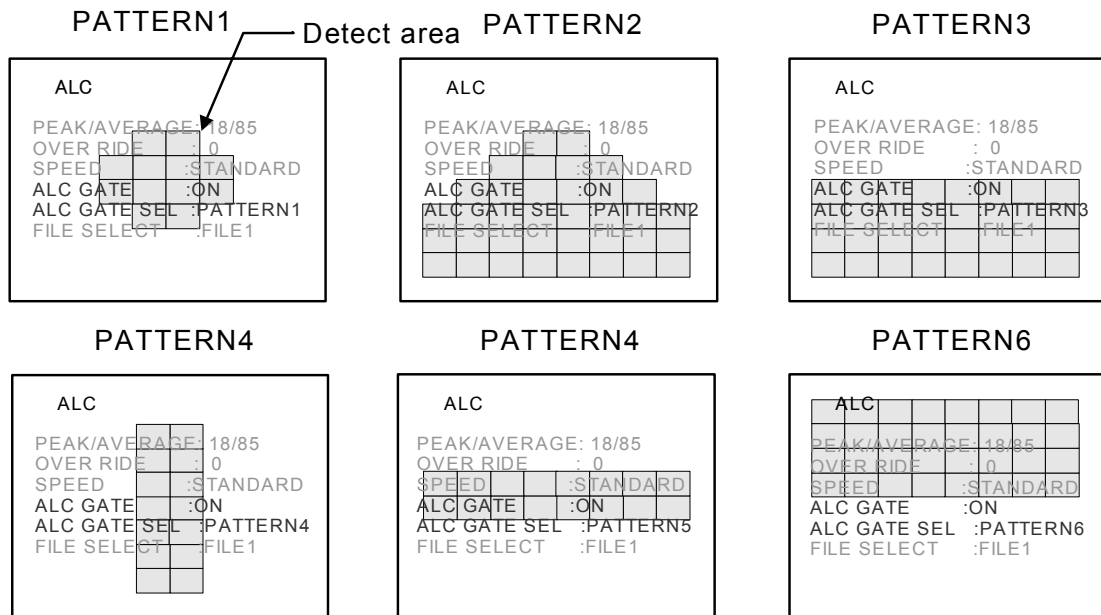 PATTERN1
Detect area
PATTERN2
PATTERN3
ALC
PEAK/AVERAGE: 18/85
OVER RIDE : 0
SPEED :STANDARD
ALC GATE :ON
ALC GATE SEL :PATTERN1
FILE SELECT :FILE1
ALC
PEAK/AVERAGE: 18/85
OVER RIDE : 0
SPEED :STANDARD
ALC GATE :ON
ALC GATE SEL :PATTERN2
FILE SELECT :FILE1
ALC
PEAK/AVERAGE: 18/85
OVER RIDE : 0
SPEED :STANDARD
ALC GATE :ON
ALC GATE SEL :PATTERN3
FILE SELECT :FILE1
PATTERN4
PATTERN4
PATTERN6
ALC
PEAK/AVERAGE: 18/85
OVER RIDE : 0
SPEED :STANDARD
ALC GATE :ON
ALC GATE SEL :PATTERN4
FILE SELECT :FILE1
ALC
PEAK/AVERAGE: 18/85
OVER RIDE : 0
SPEED :STANDARD
ALC GATE :ON
ALC GATE SEL :PATTERN5
FILE SELECT :FILE1
ALC
PEAK/AVERAGE: 18/85
OVER RIDE : 0
SPEED :STANDARD
ALC GATE :ON
ALC GATE SEL :PATTERN6
FILE SELECT :FILE1